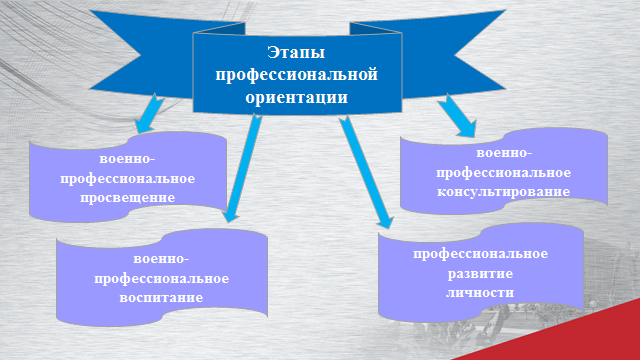 Этапы
профессиональной
ориентации
военно-
профессиональное
просвещение
военно-
профессиональное
консультирование
военно-
профессиональное
воспитание
профессиональное
развитие
личности